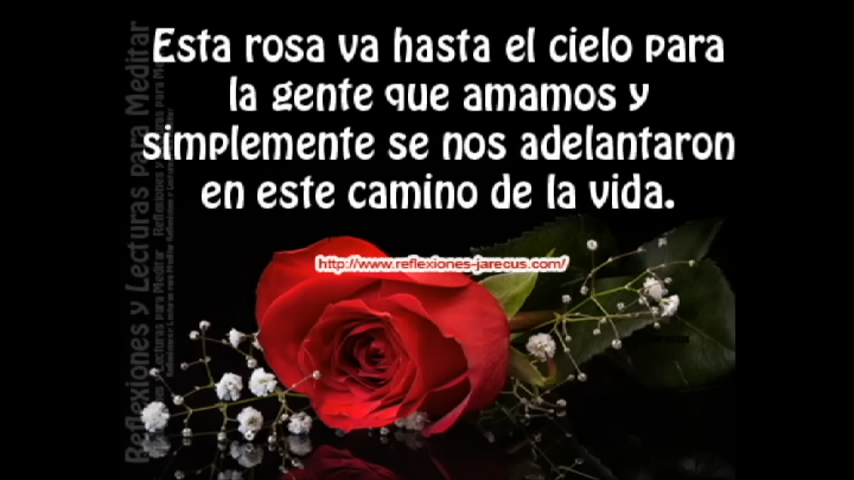 Esta rosa va hasta el cielo para
la gente que amamos y
simplemente se nos adelantaron
en este camino de la vida.
http://www.reflexiones-jarecus.com/
Reflexiones y Lecturas para Meditar